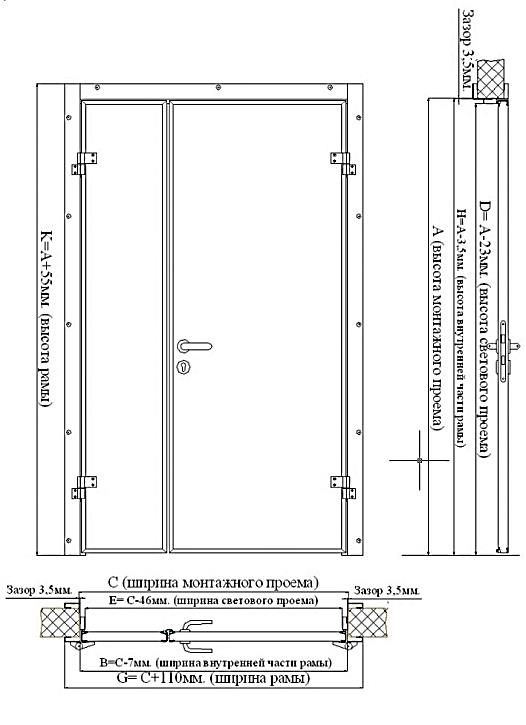 Зазор 3,5мм.
K=A+55мм. (высота рамы)
A (высота монтажного проема)
H=A-3,5мм. (высота внутренней части рамы)
D= A-23мм. (высота светового проема)
C (ширина монтажного проема)
Зазор 3,5мм.
Зазор 3,5мм.
E= C-46мм. (ширина светового проема)
B=C-7мм. (ширина внутренней части рамы)
G= C+110мм. (ширина рамы)